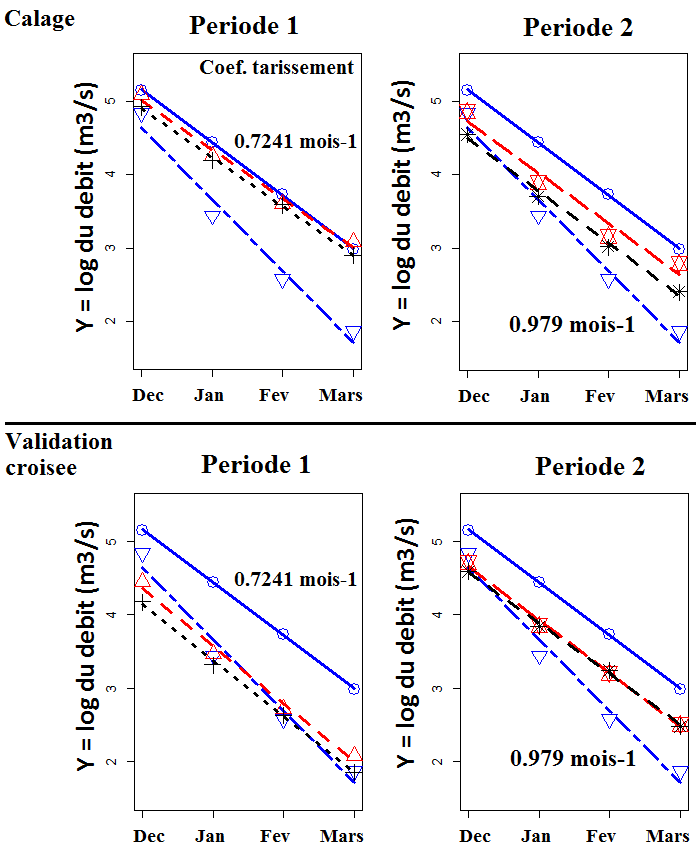 Calage
Periode 1
Periode 2
Coef. tarissement
0.7241 mois-1
Y = log du debit (m3/s)
5
4
3
2
Dec Jan Fev Mars
Y = log du debit (m3/s)
5
4
3
2
0.979 mois-1
Dec Jan Fev Mars
Validation
croisee
Periode 1
Periode 2
0.7241 mois-1
Y = log du debit (m3/s)
5
4
3
2
Dec Jan Fev Mars
Y = log du debit (m3/s)
5
4
3
2
0.979 mois-1
Dec Jan Fev Mars